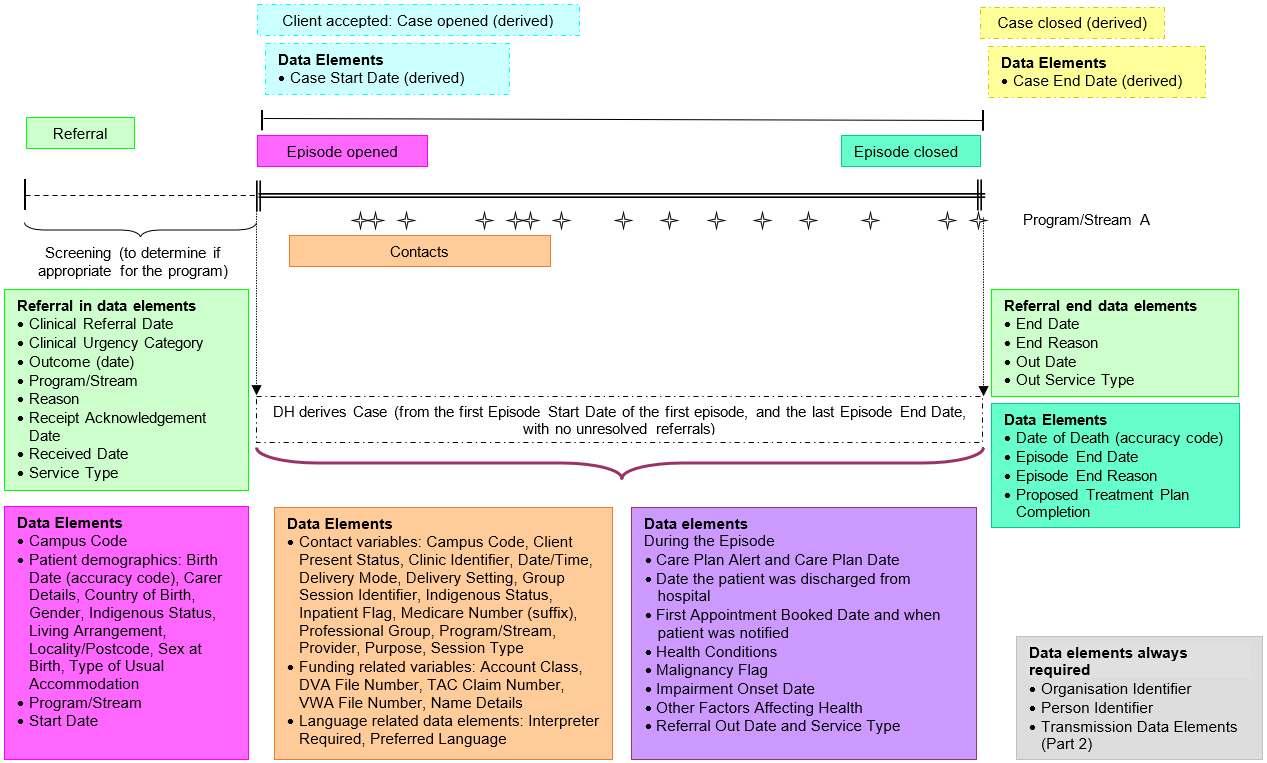 Client accepted: Case opened (derived)
Data Elements
• Case Start Date (derived)
Case closed (derived)
Data Elements
• Case End Date (derived)
Referral
Episode opened
Episode closed
Program/Stream A
Screening (to determine if
appropriate for the program)
Contacts
Referral in data elements
• Clinical Referral Date
• Clinical Urgency Category
• Outcome (date)
• Program/Stream
• Reason
• Receipt Acknowledgement
Date
• Received Date
• Service Type
DH derives Case (from the first Episode Start Date of the first episode, and the last Episode End Date,
with no unresolved referrals)
Referral end data elements
• End Date
• End Reason
• Out Date
• Out Service Type
Data Elements
• Date of Death (accuracy code)
• Episode End Date
• Episode End Reason
• Proposed Treatment Plan
Completion
Data Elements
• Campus Code
• Patient demographics: Birth
Date (accuracy code), Carer
Details, Country of Birth,
Gender, Indigenous Status,
Living Arrangement,
Locality/Postcode, Sex at
Birth, Type of Usual
Accommodation
• Program/Stream
• Start Date
Data Elements
• Contact variables: Campus Code, Client
Present Status, Clinic Identifier, Date/Time,
Delivery Mode, Delivery Setting, Group
Session Identifier, Indigenous Status,
Inpatient Flag, Medicare Number (suffix),
Professional Group, Program/Stream,
Provider, Purpose, Session Type
• Funding related variables: Account Class,
DVA File Number, TAC Claim Number,
VWA File Number, Name Details
• Language related data elements: Interpreter
Required, Preferred Language
Data elements
During the Episode
• Care Plan Alert and Care Plan Date
• Date the patient was discharged from
hospital
• First Appointment Booked Date and when
patient was notified
• Health Conditions
• Malignancy Flag
• Impairment Onset Date
• Other Factors Affecting Health
• Referral Out Date and Service Type
Data elements always
required
• Organisation Identifier
• Person Identifier
• Transmission Data Elements
(Part 2)